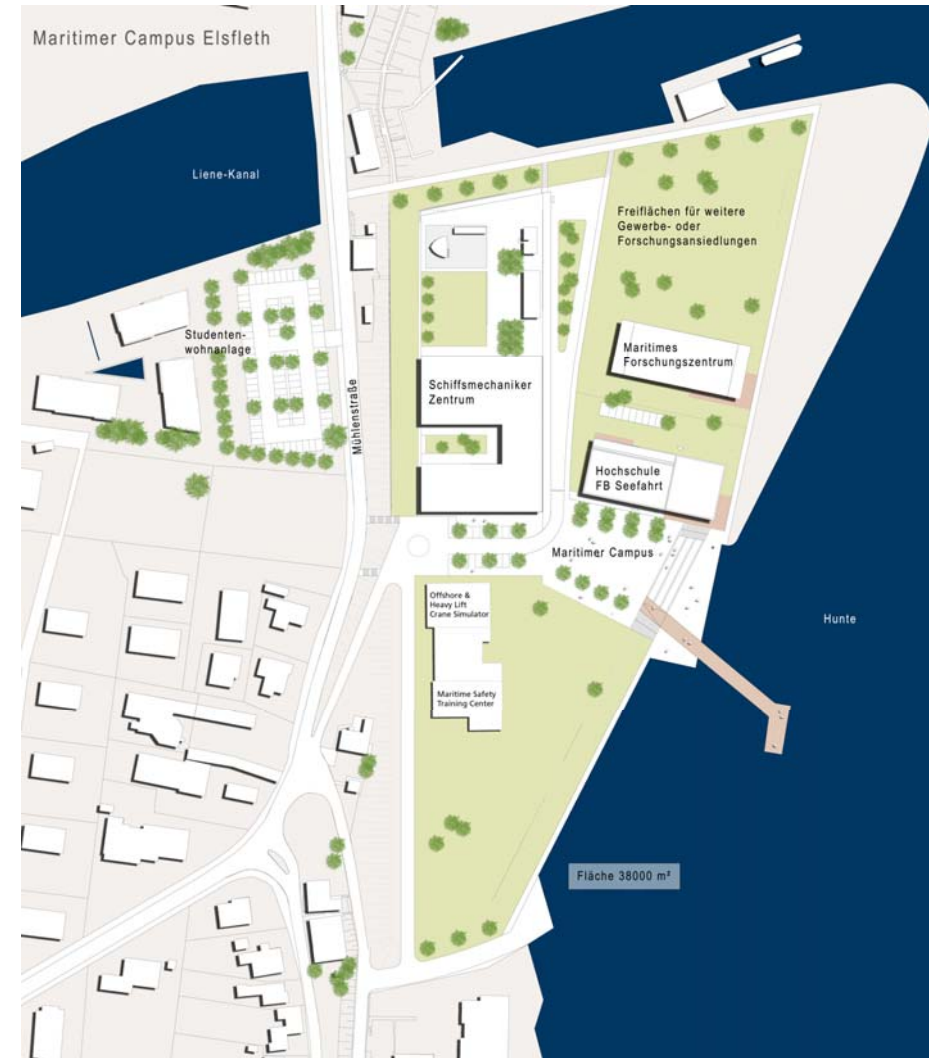 Maritimer Campus Elsfleth
Liene-Kanal
Freiflächen für weitere
Gewerbe- oder
Forschungsansiedlungen
Studenten-
wohnanlage
Mühlenstraße
Maritimes
Forschungszentrum
Schiffsmechaniker
Zentrum
Hochschule
FB Seefahrt
Maritimer Campus
Offshore &
Heavy Lift
Crane Simulator
Hunte
Maritime Safety
Training Center
Fläche 38000 m²